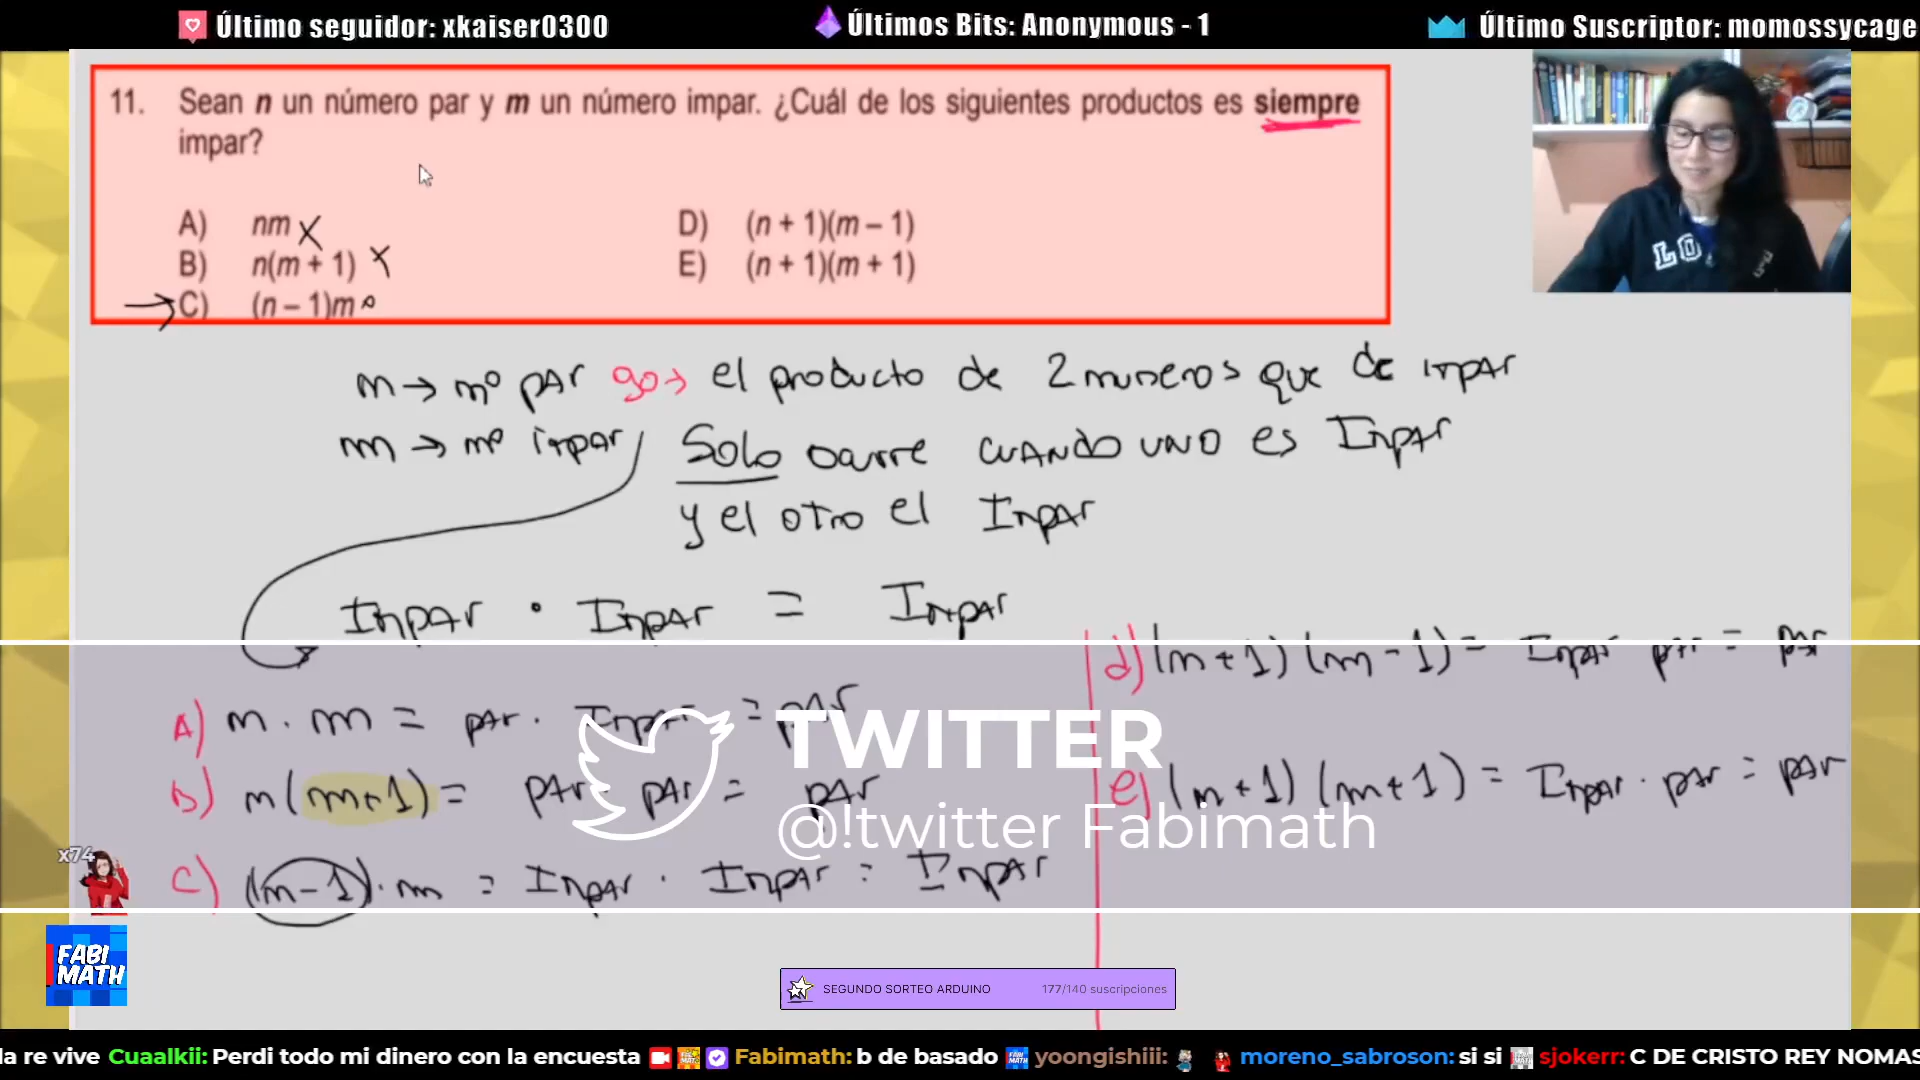 Último seguidor: xkaiser0300
Últimos Bits: Anonymous - 1
Último Suscriptor: momossycage
11. Sean n un número par y m un número impar. ¿Cuál de los siguientes productos es siempre
impar?
A) nm X
B) n(m + 1) X
→ C) (n – 1)m
D) (n + 1)(m – 1)
E) (n + 1)(m + 1)
LO
n → nº par go→ el producto de 2 numeros que de impar
m → nº impar Solo ocurre cuando uno es Impar
y el otro el Impar
Impar · Impar = Impar
A) n . m = par . Impar = par
b) n(m+1) = par · par = par
c) (n-1)·m = Impar · Impar = Impar
d) (n+1)(m-1) = Impar par = par
e) (n+1)(m+1) = Impar · par = par
TWITTER
@!twitter Fabimath
x74
FABI
MATH
SEGUNDO SORTEO ARDUINO 177/140 suscripciones
la re vive Cuaalkii: Perdi todo mi dinero con la encuesta Fabimath: b de basado yoongishiii: moreno_sabroson: si si sjokerr: C DE CRISTO REY NOMAS